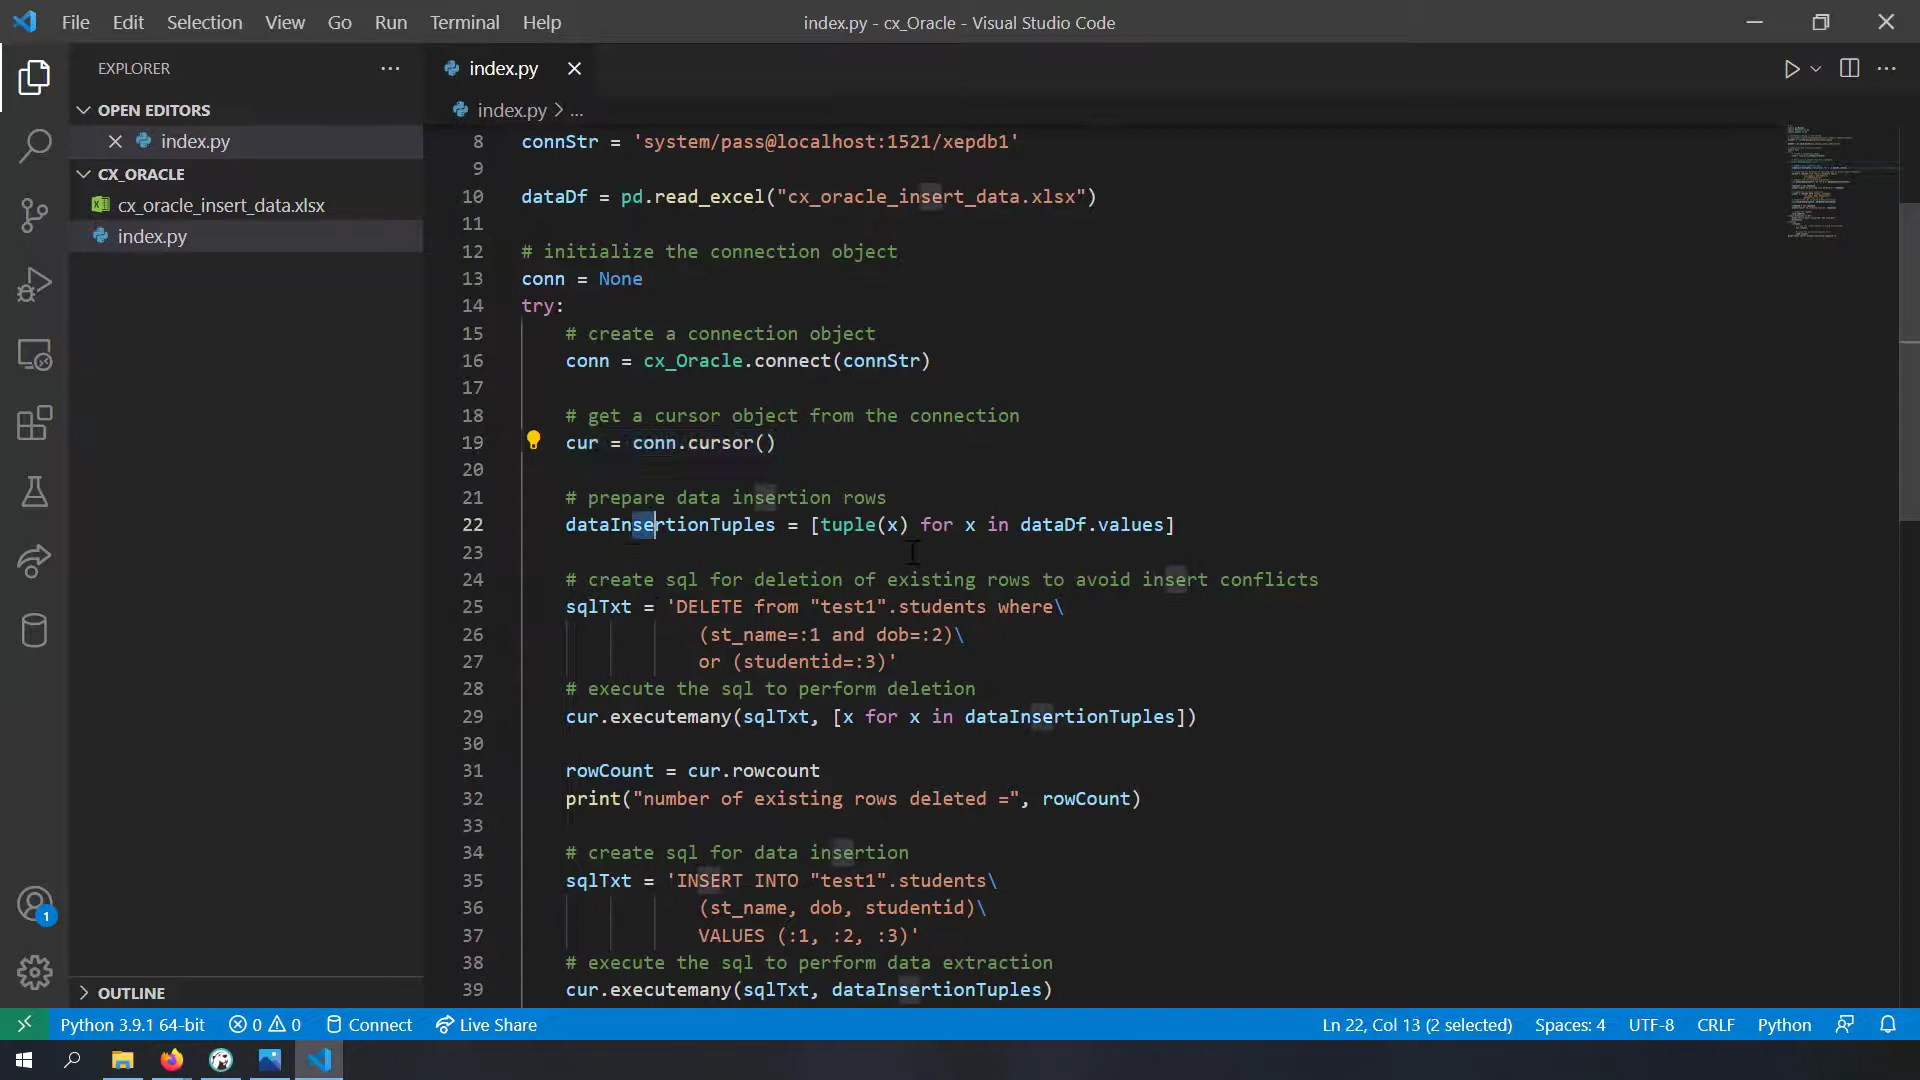 File Edit Selection View Go Run Terminal Help
index.py - cx_Oracle - Visual Studio Code
EXPLORER
OPEN EDITORS
index.py
CX_ORACLE
cx_oracle_insert_data.xlsx
index.py
OUTLINE
index.py
index.py > ...
8 connStr = 'system/pass@localhost:1521/xepdb1'
9
10 dataDf = pd.read_excel("cx_oracle_insert_data.xlsx")
11
12 # initialize the connection object
13 conn = None
14 try:
15 # create a connection object
16 conn = cx_Oracle.connect(connStr)
17
18 # get a cursor object from the connection
19 cur = conn.cursor()
20
21 # prepare data insertion rows
22 dataInsertionTuples = [tuple(x) for x in dataDf.values]
23
24 # create sql for deletion of existing rows to avoid insert conflicts
25 sqlTxt = 'DELETE from "test1".students where\
26 (st_name=:1 and dob=:2)\
27 or (studentid=:3)'
28 # execute the sql to perform deletion
29 cur.executemany(sqlTxt, [x for x in dataInsertionTuples])
30
31 rowCount = cur.rowcount
32 print("number of existing rows deleted =", rowCount)
33
34 # create sql for data insertion
35 sqlTxt = 'INSERT INTO "test1".students\
36 (st_name, dob, studentid)\
37 VALUES (:1, :2, :3)'
38 # execute the sql to perform data extraction
39 cur.executemany(sqlTxt, dataInsertionTuples)
1
Python 3.9.1 64-bit 0 0 Connect Live Share Ln 22, Col 13 (2 selected) Spaces: 4 UTF-8 CRLF Python